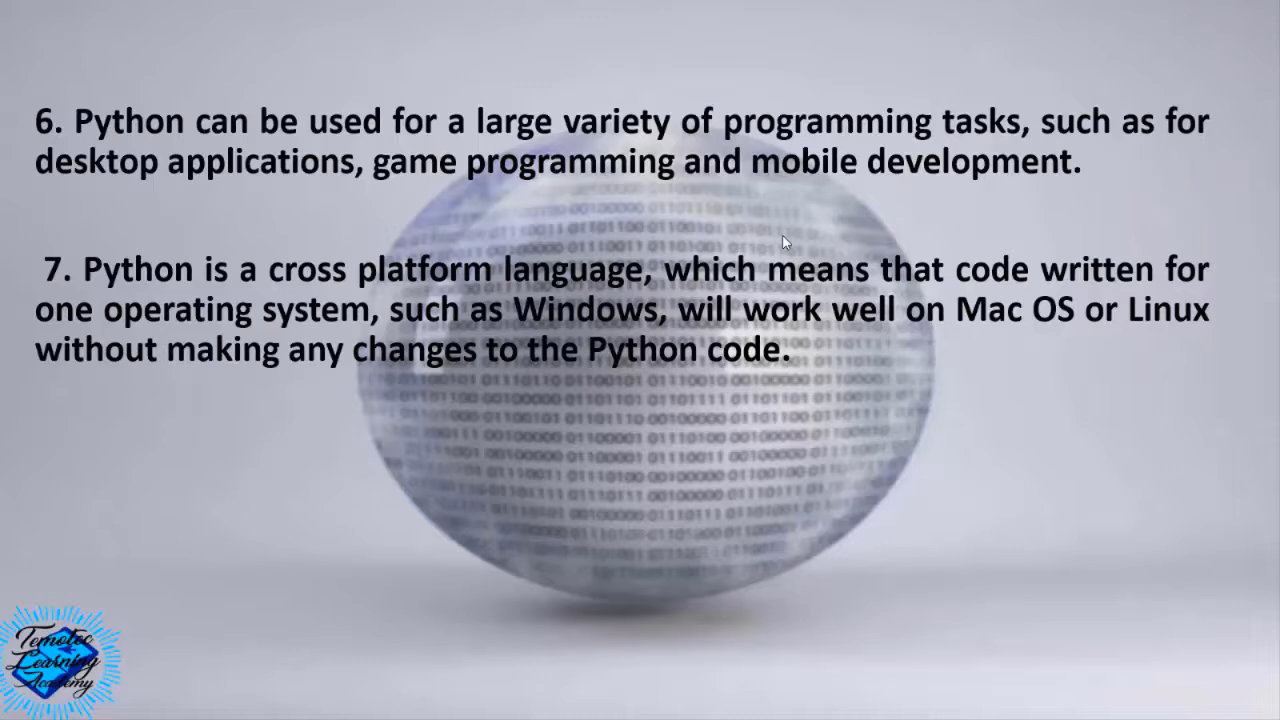 6. Python can be used for a large variety of programming tasks, such as for
desktop applications, game programming and mobile development.
7. Python is a cross platform language, which means that code written for
one operating system, such as Windows, will work well on Mac OS or Linux
without making any changes to the Python code.
Temotec
Learning
Academy